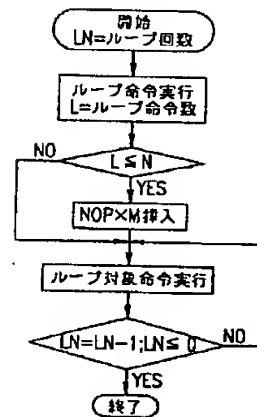 開始
LN=ループ回数
ループ命令実行
L=ループ命令数
NO
L≦N
YES
NOP×M挿入
ループ対象命令実行
LN=LN-1;LN≦0
NO
YES
終了